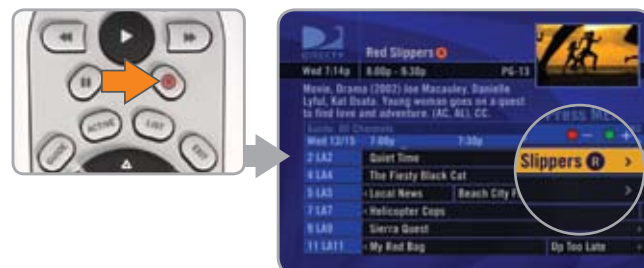 ACTIVE
LIST
GUIDE
EXIT
DIRECTV
Red Slippers R
Wed 7:14p 8:00p - 9:30p PG-13
Movie, Drama (2002) Joe Macauley, Danielle
Lyful, Kat Osata. Young woman goes on a quest
to find love and adventure. (AC, AL), CC.
Press ME
Guide: All Channels
Wed 12/15 7:00p 7:30p
2 LA2 Quiet Time
Slippers R
4 LA4 The Fiesty Black Cat
5 LA5 Local News Beach City
7 LA7 Helicopter Cops
9 LA9 Sierra Quest
11 LA11 My Red Bag Up Too Late